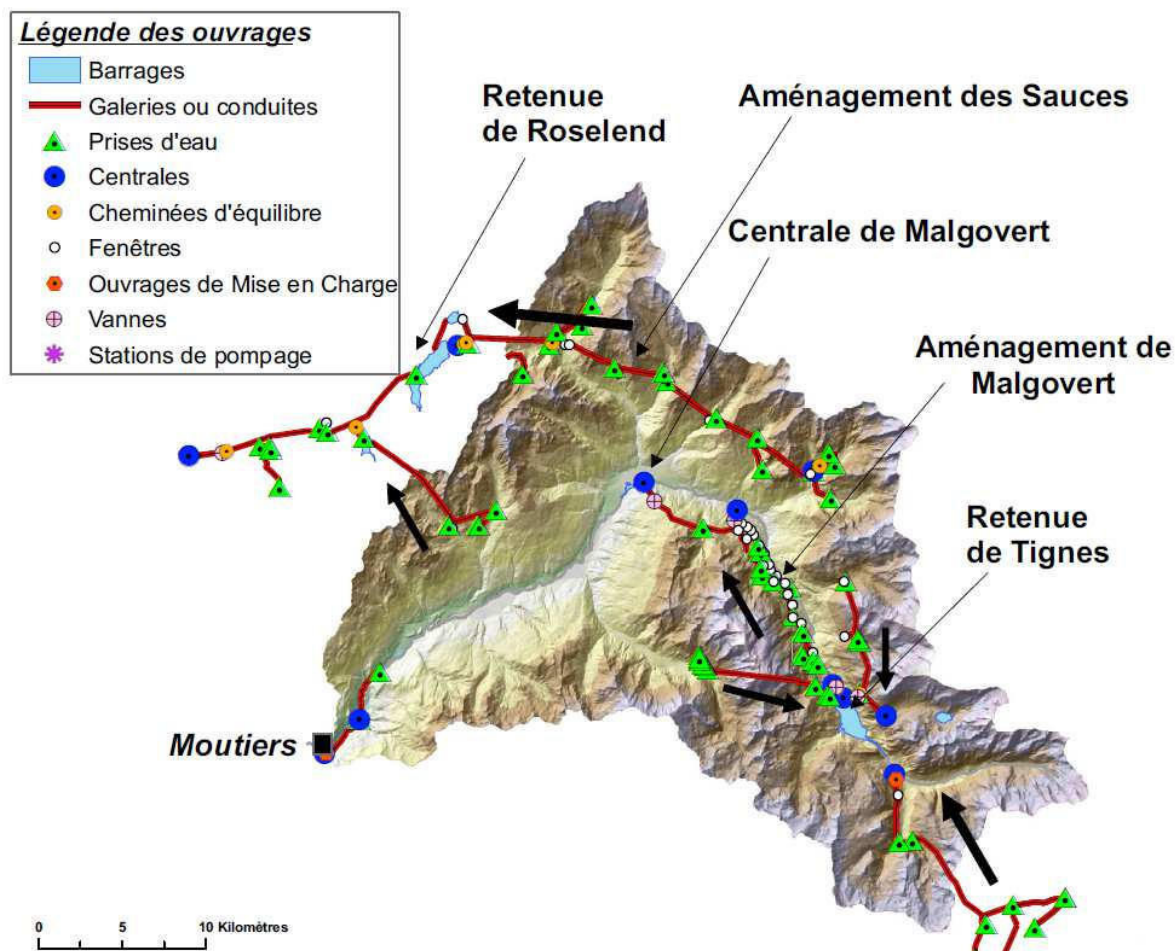 Légende des ouvrages
Barrages
Galeries ou conduites
Prises d'eau
Centrales
Cheminées d'équilibre
Fenêtres
Ouvrages de Mise en Charge
Vannes
Stations de pompage
Retenue
de Roselend
Aménagement des Sauces
Centrale de Malgovert
Aménagement de
Malgovert
Retenue
de Tignes
Moutiers
0 5 10 Kilomètres